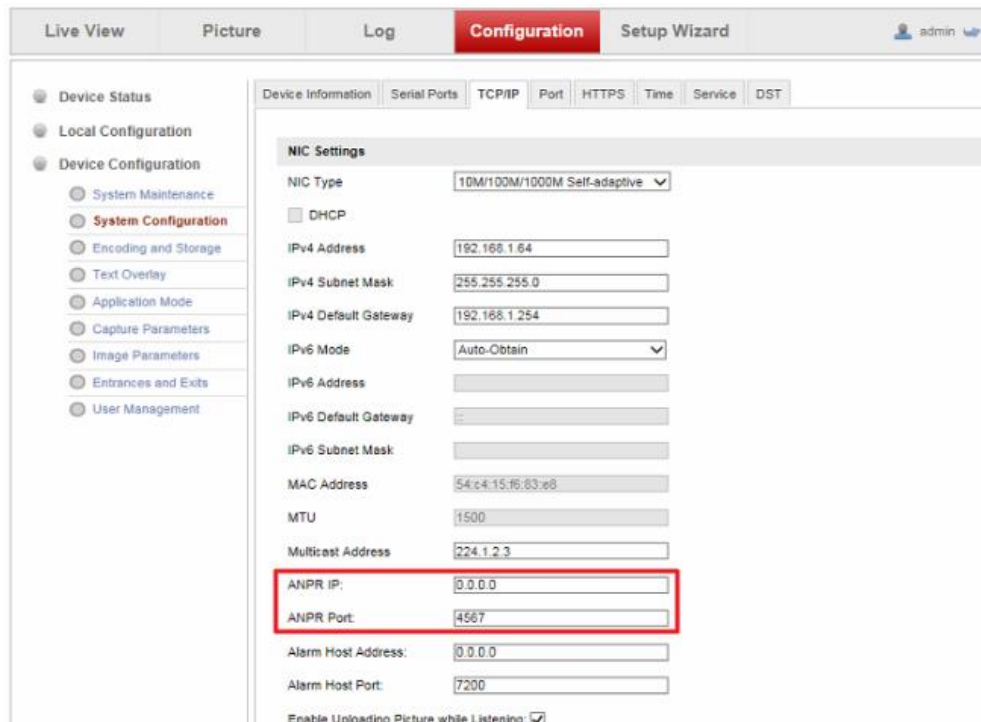 Live View Picture Log Configuration Setup Wizard admin
Device Status
Local Configuration
Device Configuration
System Maintenance
System Configuration
Encoding and Storage
Text Overlay
Application Mode
Capture Parameters
Image Parameters
Entrances and Exits
User Management
Device Information Serial Ports TCP/IP Port HTTPS Time Service DST
NIC Settings
NIC Type 10M/100M/1000M Self-adaptive
DHCP
IPv4 Address 192.168.1.64
IPv4 Subnet Mask 255.255.255.0
IPv4 Default Gateway 192.168.1.254
IPv6 Mode Auto-Obtain
IPv6 Address
IPv6 Default Gateway ::
IPv6 Subnet Mask
MAC Address 54:c4:15:f6:83:e8
MTU 1500
Multicast Address 224.1.2.3
ANPR IP: 0.0.0.0
ANPR Port: 4567
Alarm Host Address: 0.0.0.0
Alarm Host Port: 7200
Enable Uploading Picture while Listening: